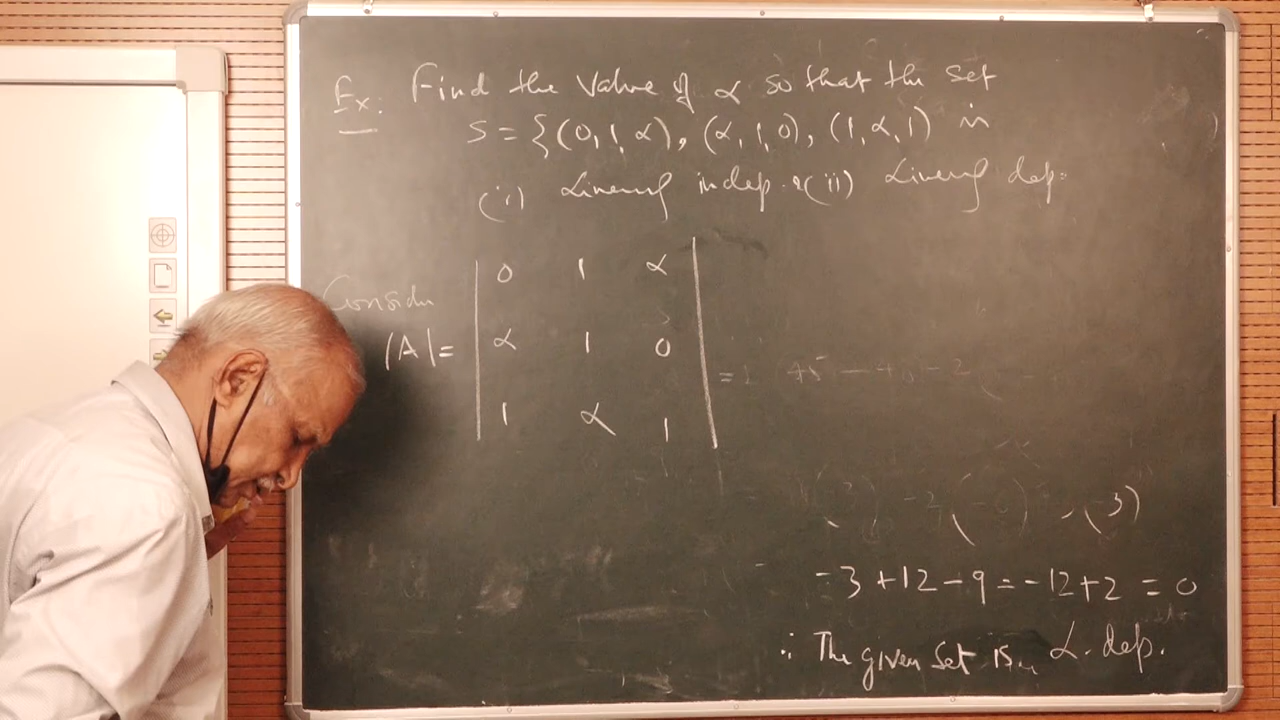 Ex: Find the value of α so that the set
S = {(0, 1, α), (α, 1, 0), (1, α, 1) is
(i) Linearly indep. & (ii) Linearly dep.
Consider
|A| = | 0 1 α |
| α 1 0 |
| 1 α 1 | =
-(3)
-3 +12 - 9 = -12+2 = 0
∴ The given set is L. dep.